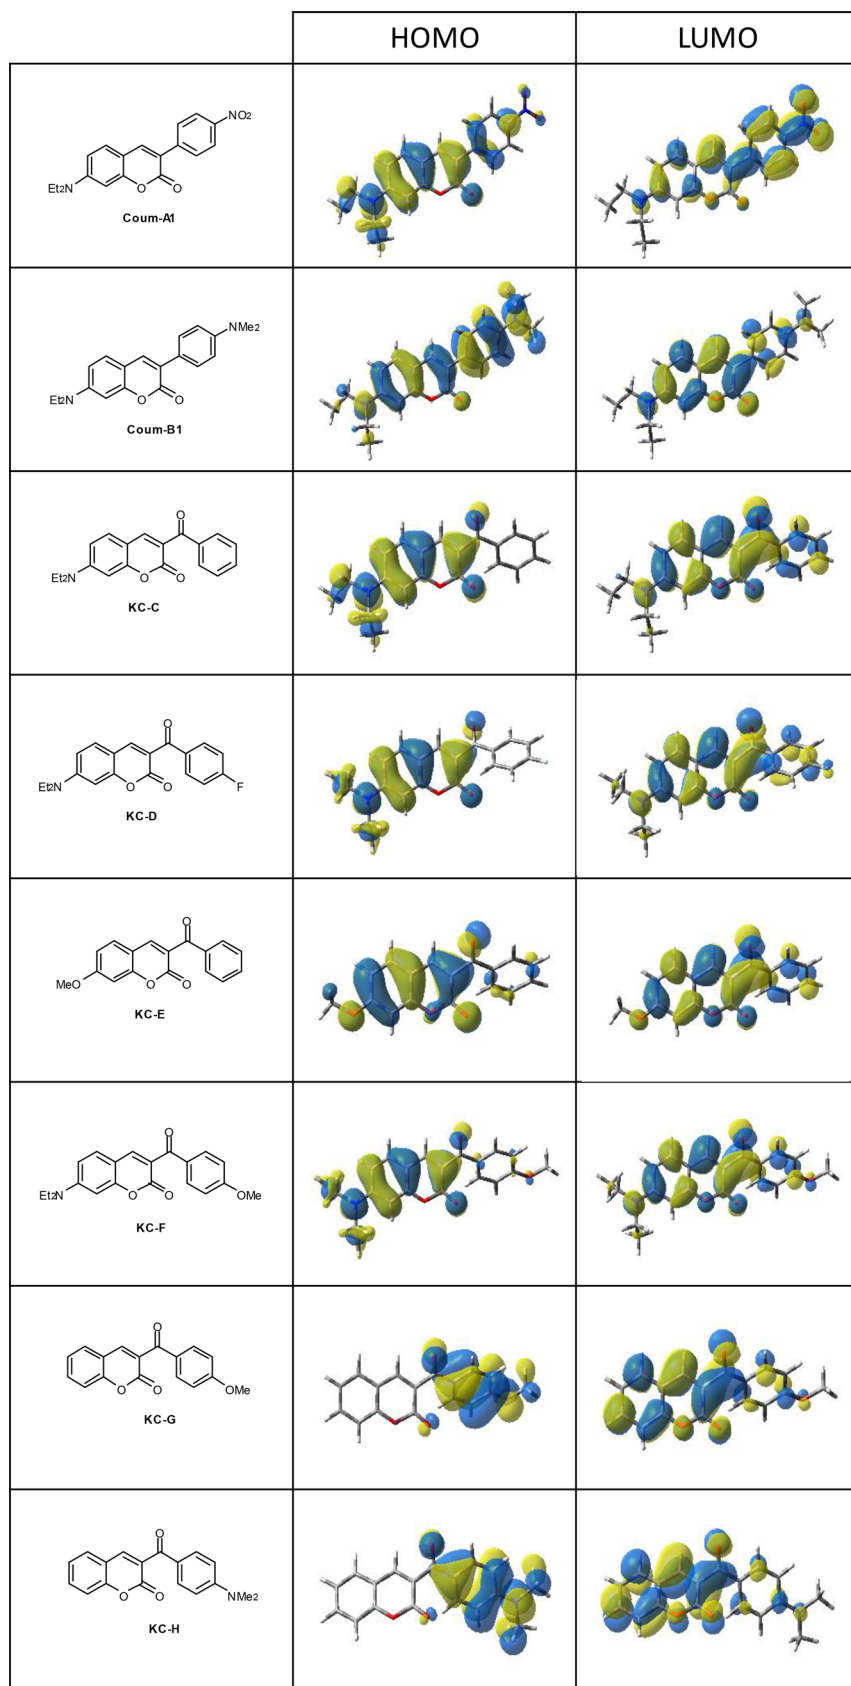 HOMO LUMO
NO2
Et2N O O
Coum-A1
NMe2
Et2N O O
Coum-B1
O
Et2N O O
KC-C
O
Et2N O O F
KC-D
O
MeO O O
KC-E
O
Et2N O O OMe
KC-F
O
O O OMe
KC-G
O
O O NMe2
KC-H